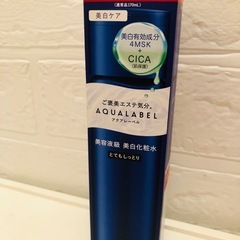 (通常品170mL)
美白ケア
美白有効成分
4MSK
+
CICA
(肌保護)
ご褒美エステ気分。
AQUALABEL
アクアレーベル
美容液級 美白化粧水
とてもしっとり